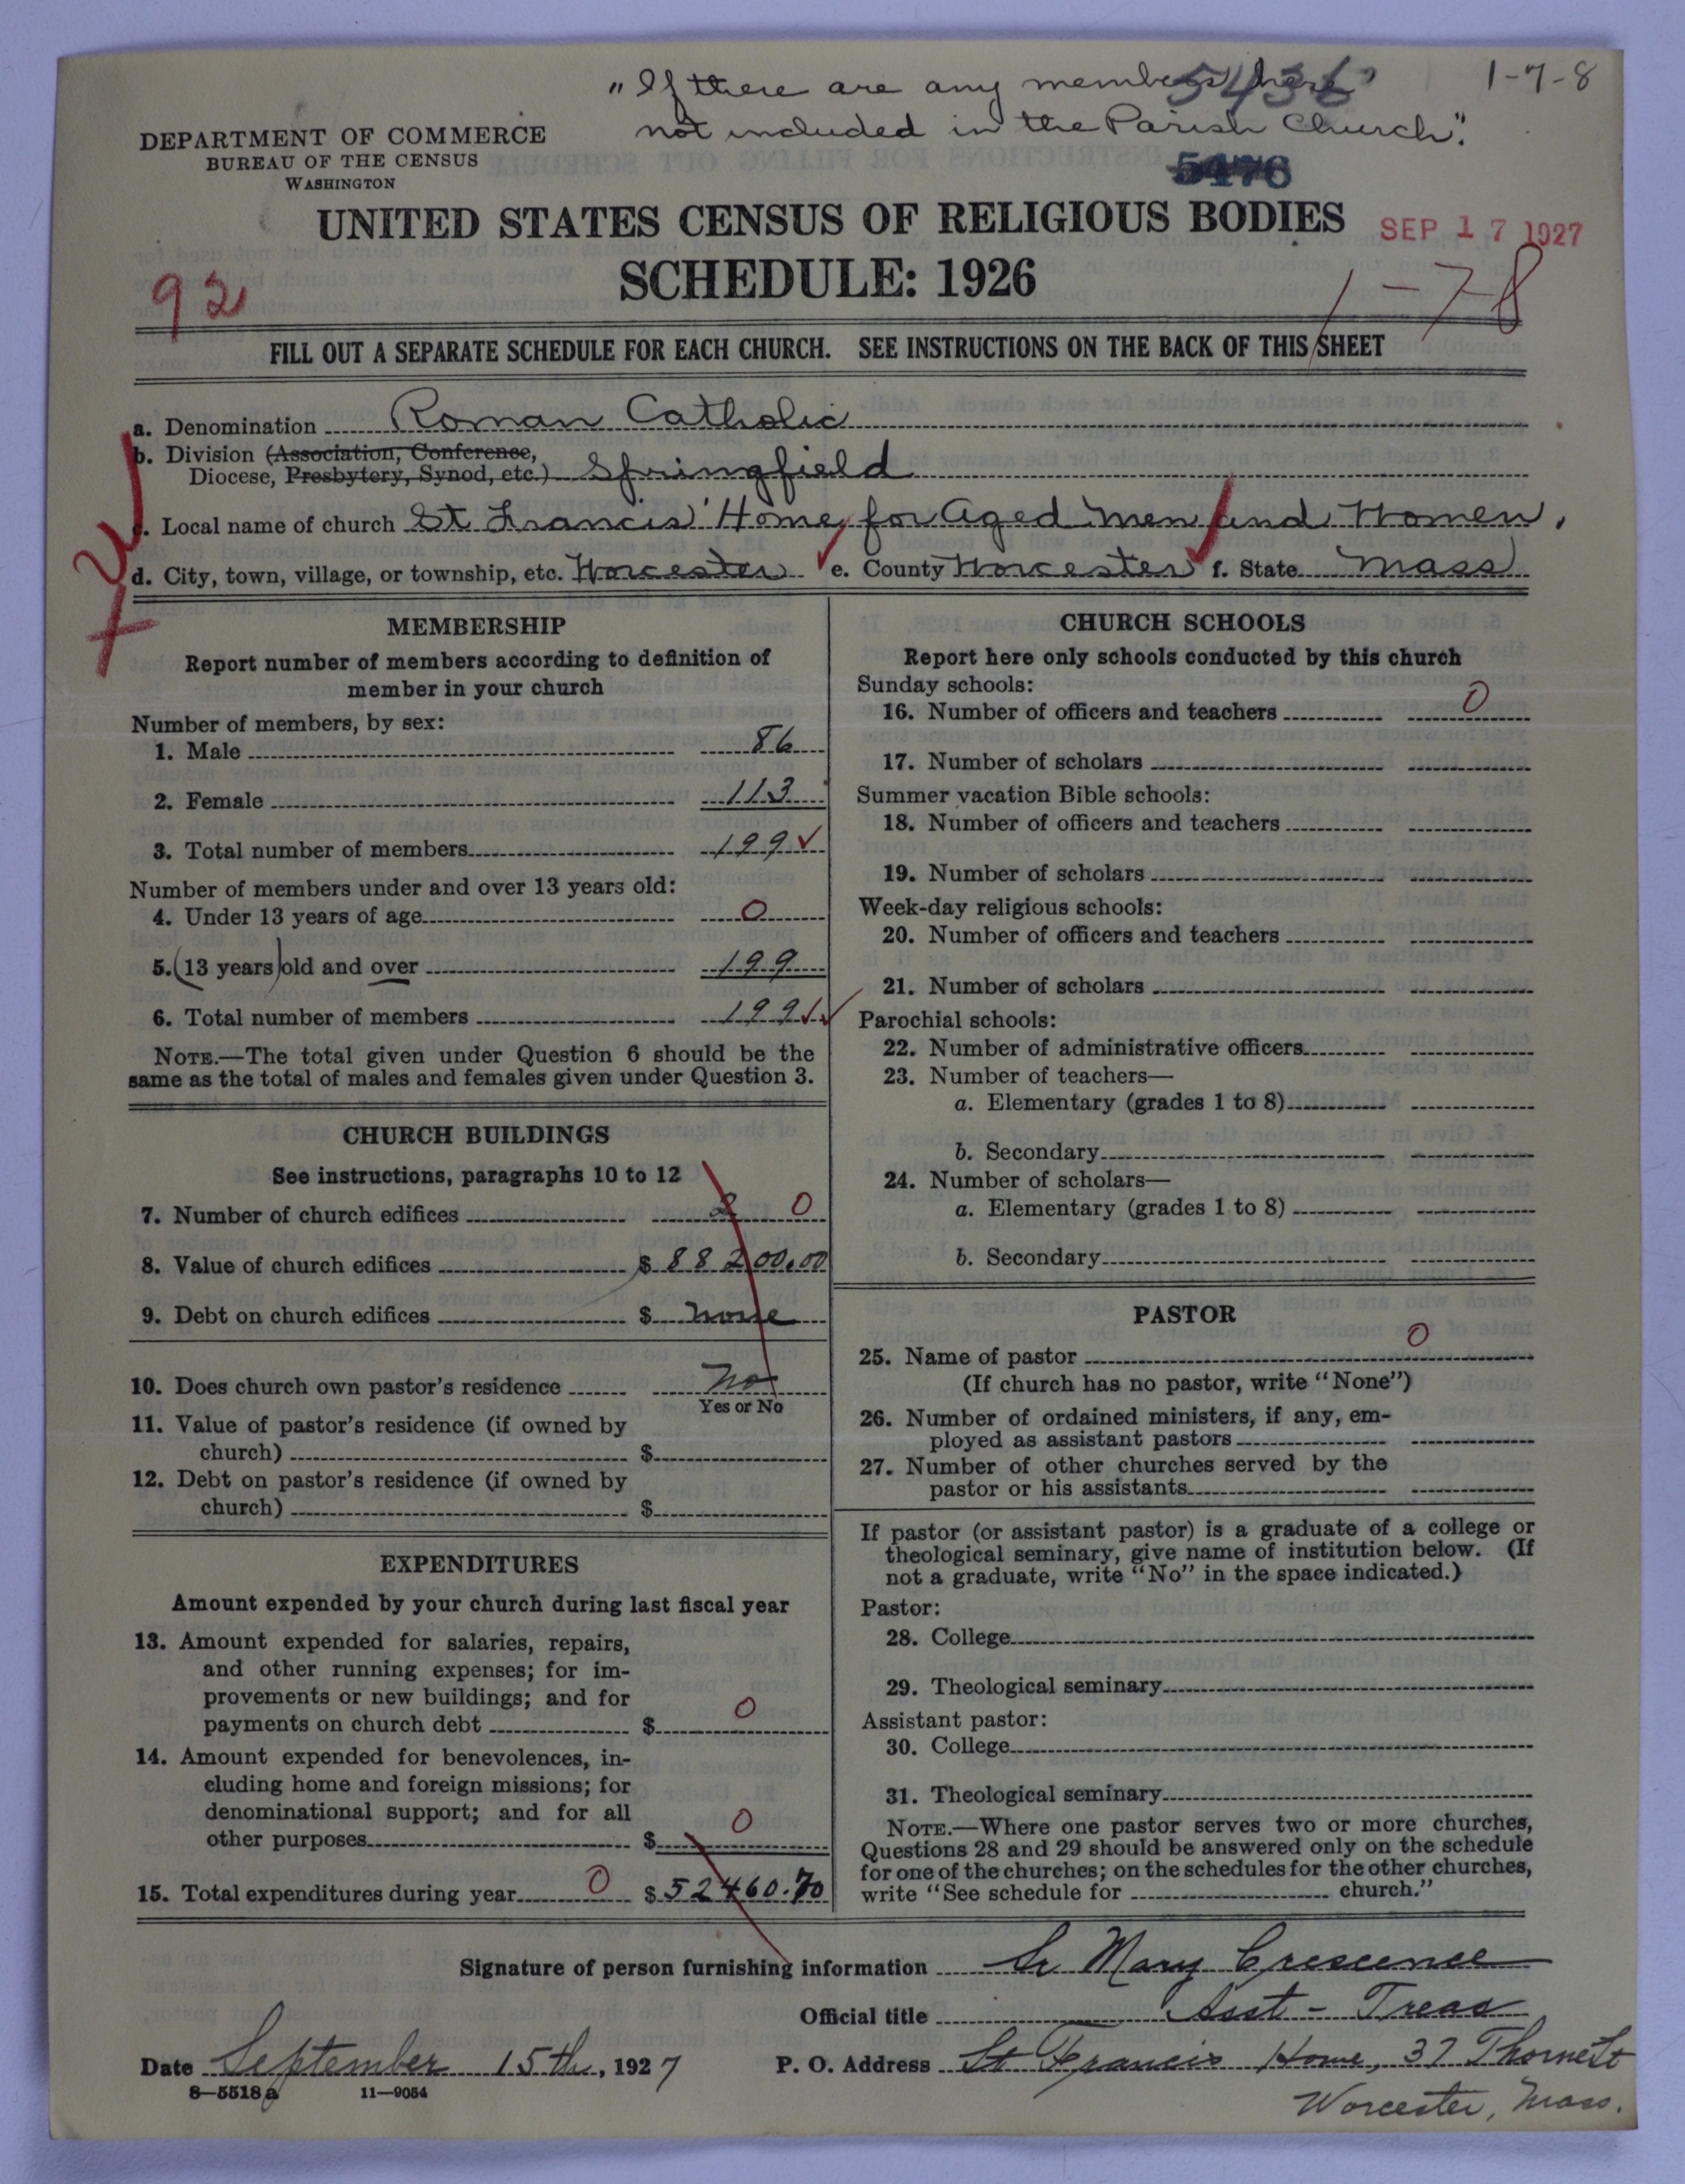 "If there are any members here
1-7-8
5436
not included in the Parish Church".
DEPARTMENT OF COMMERCE
BUREAU OF THE CENSUS
WASHINGTON
5476
UNITED STATES CENSUS OF RELIGIOUS BODIES
SEP 17 1927
SCHEDULE: 1926
92
1-78
FILL OUT A SEPARATE SCHEDULE FOR EACH CHURCH. SEE INSTRUCTIONS ON THE BACK OF THIS SHEET
a. Denomination Roman Catholic
b. Division (Association, Conference,
Diocese, Presbytery, Synod, etc.) Springfield
c. Local name of church St Francis' Home, for Aged Men and Women,
d. City, town, village, or township, etc. Worcester e. County Worcester f. State Mass
MEMBERSHIP
Report number of members according to definition of
member in your church
Number of members, by sex:
1. Male 86
2. Female 113
3. Total number of members 199 ✓
Number of members under and over 13 years old:
4. Under 13 years of age 0
5. (13 years) old and over 199
6. Total number of members 199 ✓✓
NOTE.—The total given under Question 6 should be the
same as the total of males and females given under Question 3.
CHURCH BUILDINGS
See instructions, paragraphs 10 to 12
7. Number of church edifices 2 0
8. Value of church edifices $ 88200.00
9. Debt on church edifices $ none
10. Does church own pastor's residence no
Yes or No
11. Value of pastor's residence (if owned by
church) $
12. Debt on pastor's residence (if owned by
church) $
EXPENDITURES
Amount expended by your church during last fiscal year
13. Amount expended for salaries, repairs,
and other running expenses; for im-
provements or new buildings; and for
payments on church debt $ 0
14. Amount expended for benevolences, in-
cluding home and foreign missions; for
denominational support; and for all
other purposes $ 0
15. Total expenditures during year 0 $ 52460.70
CHURCH SCHOOLS
Report here only schools conducted by this church
Sunday schools:
16. Number of officers and teachers 0
17. Number of scholars
Summer vacation Bible schools:
18. Number of officers and teachers
19. Number of scholars
Week-day religious schools:
20. Number of officers and teachers
21. Number of scholars
Parochial schools:
22. Number of administrative officers
23. Number of teachers—
a. Elementary (grades 1 to 8)
b. Secondary
24. Number of scholars—
a. Elementary (grades 1 to 8)
b. Secondary
PASTOR
25. Name of pastor 0
(If church has no pastor, write "None")
26. Number of ordained ministers, if any, em-
ployed as assistant pastors
27. Number of other churches served by the
pastor or his assistants
If pastor (or assistant pastor) is a graduate of a college or
theological seminary, give name of institution below. (If
not a graduate, write "No" in the space indicated.)
Pastor:
28. College
29. Theological seminary
Assistant pastor:
30. College
31. Theological seminary
NOTE.—Where one pastor serves two or more churches,
Questions 28 and 29 should be answered only on the schedule
for one of the churches; on the schedules for the other churches,
write "See schedule for church."
Signature of person furnishing information Sr Mary Crescence
Official title Asst - Treas
Date September 15th, 1927 P. O. Address St Francis Home, 37 Thorne St
8—5518 a 11—9054
Worcester, Mass.